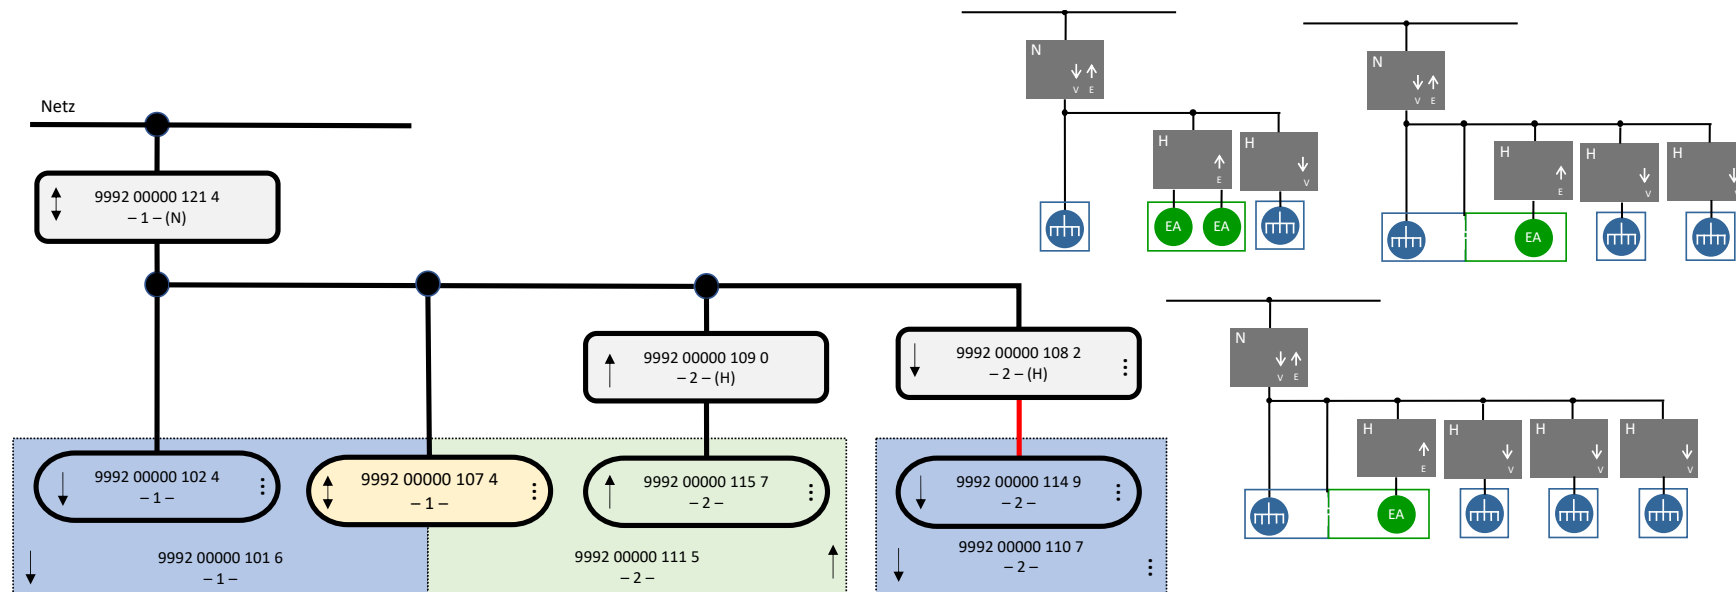 Netz
9992 00000 121 4
– 1 – (N)
9992 00000 109 0
– 2 – (H)
9992 00000 108 2
– 2 – (H)
9992 00000 102 4
– 1 –
9992 00000 107 4
– 1 –
9992 00000 115 7
– 2 –
9992 00000 114 9
– 2 –
9992 00000 101 6
– 1 –
9992 00000 111 5
– 2 –
9992 00000 110 7
– 2 –
N
V E
H
E
H
V
EA EA
N
V E
H
E
H
V
H
V
EA
N
V E
H
E
H
V
H
V
H
V
EA